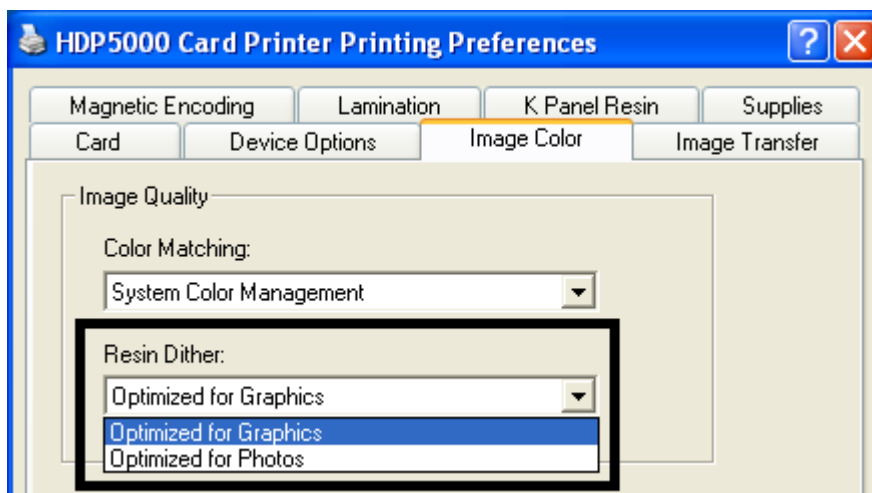 HDP5000 Card Printer Printing Preferences
Magnetic Encoding Lamination K Panel Resin Supplies
Card Device Options Image Color Image Transfer
Image Quality
Color Matching:
System Color Management
Resin Dither:
Optimized for Graphics
Optimized for Graphics
Optimized for Photos